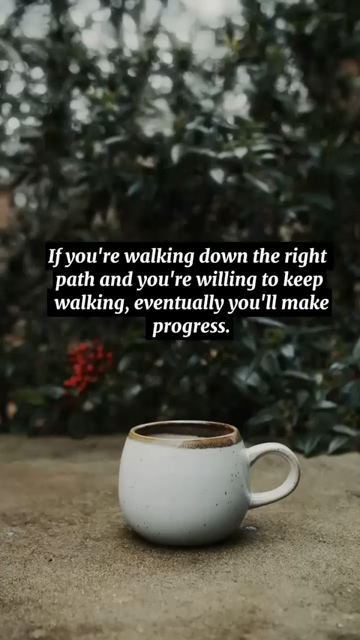 If you're walking down the right
path and you're willing to keep
walking, eventually you'll make
progress.